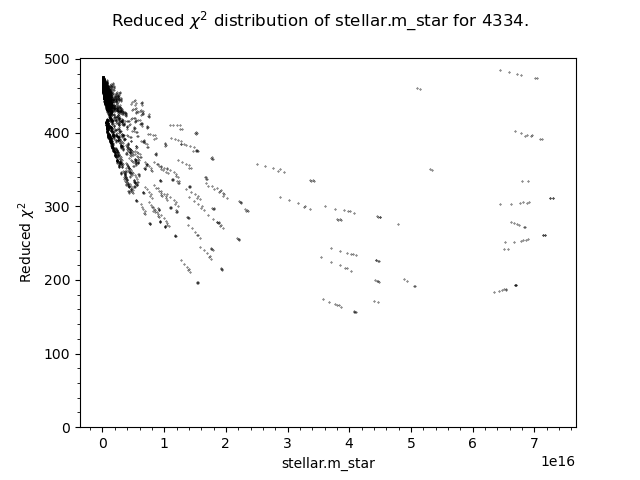 Reduced χ² distribution of stellar.m_star for 4334.
500
400
300
200
100
0
Reduced χ²
0 1 2 3 4 5 6 7
1e16
stellar.m_star